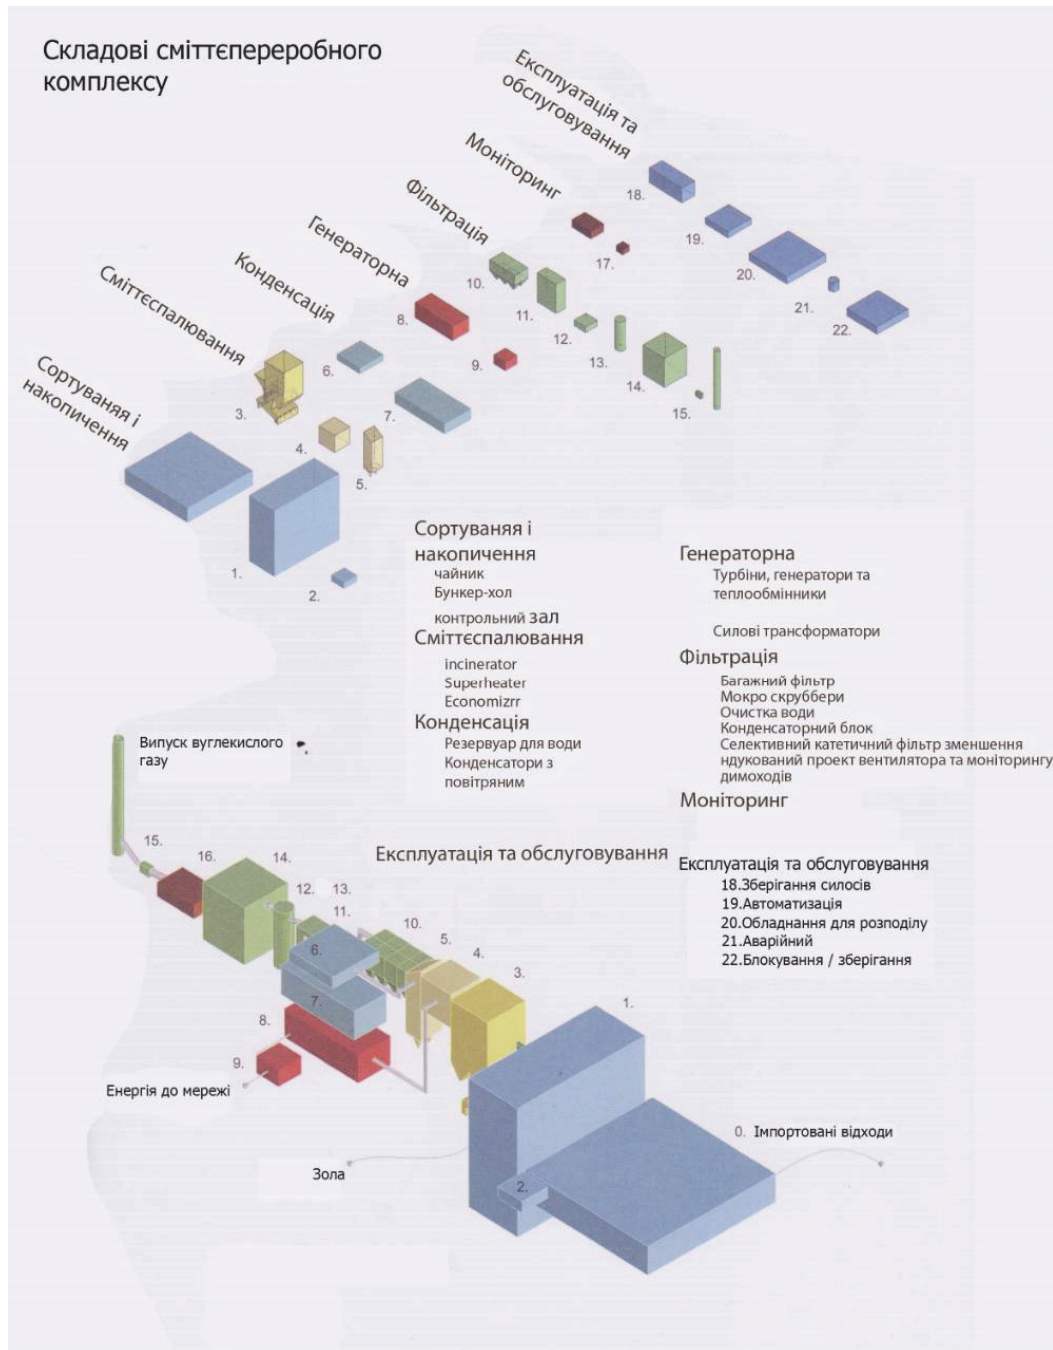 Складові сміттєпереробного
комплексу
Експлуатація та
обслуговування
Моніторинг
Фільтрація
Генераторна
Конденсація
Сміттєспалювання
Сортуваняя і
накопичення
18.
19.
20.
21.
22.
17.
10.
11.
12.
13.
14.
15.
8.
9.
6.
7.
3.
4.
5.
1.
2.
Сортуваняя і
накопичення
чайник
Бункер-хол
контрольний зал
Сміттєспалювання
incinerator
Superheater
Economizrr
Конденсація
Резервуар для води
Конденсатори з
повітряним
Генераторна
Турбіни, генератори та
теплообмінники
Силові трансформатори
Фільтрація
Багажний фільтр
Мокро скруббери
Очистка води
Конденсаторний блок
Селективний катетичний фільтр зменшення
ндукований проект вентилятора та моніторингу
димоходів
Моніторинг
Експлуатація та обслуговування
Експлуатація та обслуговування
18.Зберігання силосів
19.Автоматизація
20.Обладнання для розподілу
21.Аварійний
22.Блокування / зберігання
Випуск вуглекислого
газу
15.
16.
14.
12.
13.
11.
10.
6.
5.
4.
3.
7.
1.
8.
9.
Енергія до мережі
Зола
2.
0. Імпортовані відходи